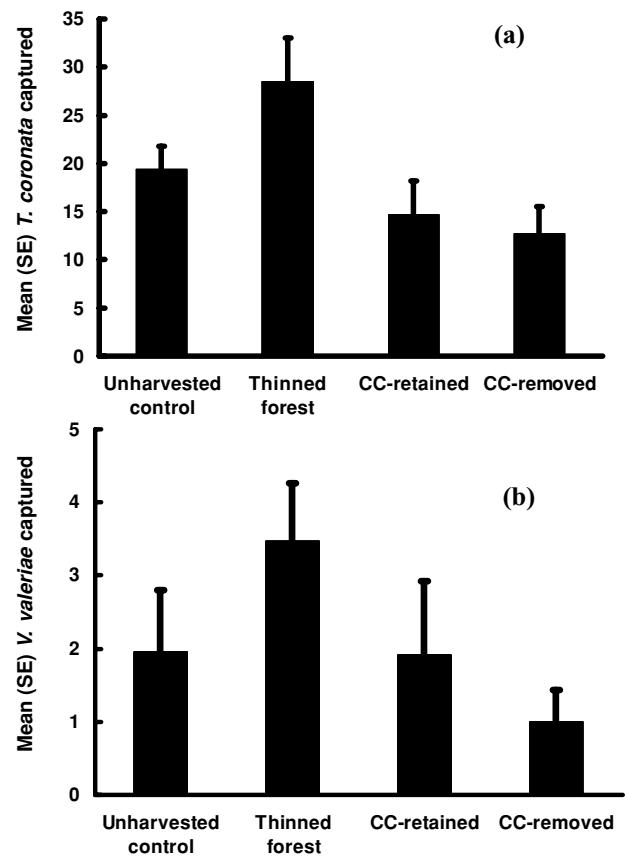 (a)
Mean (SE) T. coronata captured
35
30
25
20
15
10
5
0
Unharvested control
Thinned forest
CC-retained
CC-removed
(b)
Mean (SE) V. valeriae captured
5
4
3
2
1
0
Unharvested control
Thinned forest
CC-retained
CC-removed